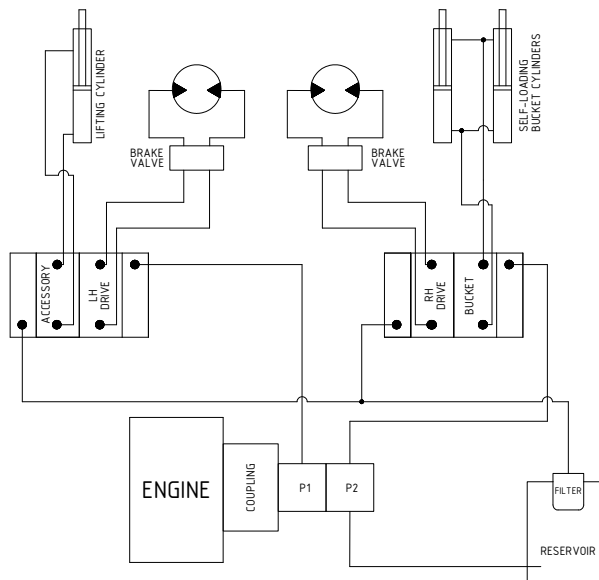 LIFTING CYLINDER
SELF-LOADING
BUCKET CYLINDERS
BRAKE
VALVE
BRAKE
VALVE
ACCESSORY
LH
DRIVE
RH
DRIVE
BUCKET
ENGINE
COUPLING
P1
P2
FILTER
RESERVOIR